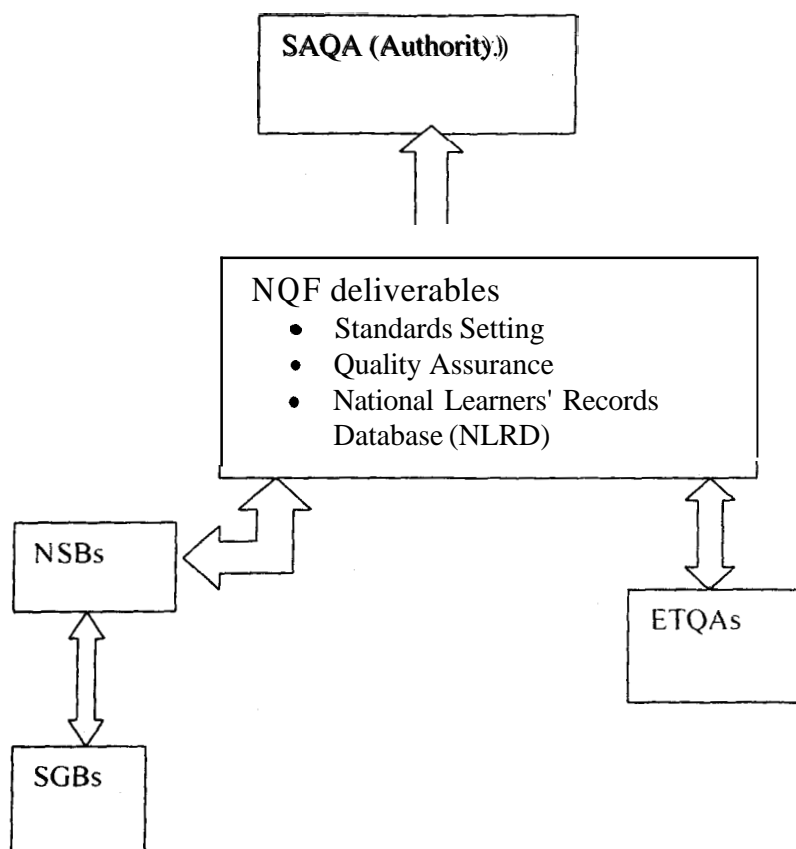 SAQA (Authority)
NQF deliverables
• Standards Setting
• Quality Assurance
• National Learners' Records
Database (NLRD)
NSBs
ETQAs
SGBs